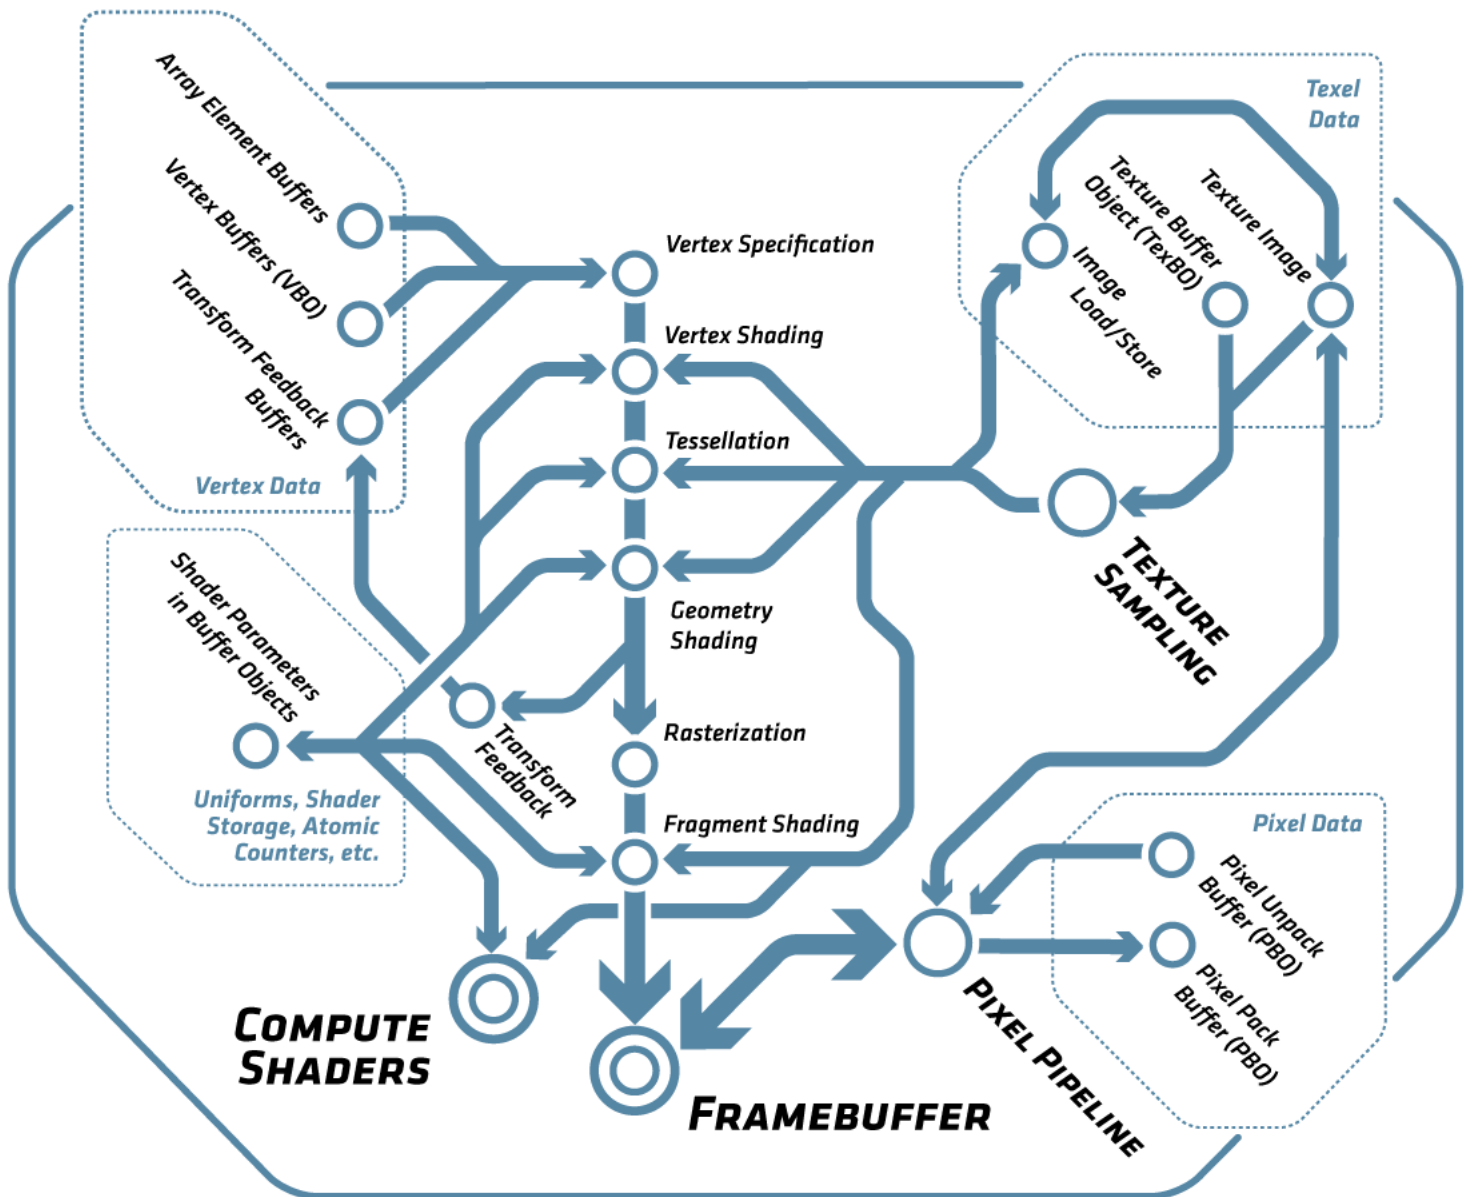 Array Element Buffers
Vertex Buffers (VBO)
Transform Feedback
Buffers
Vertex Data
Texel
Data
Texture Buffer
Object (TexBO)
Texture Image
Image
Load/Store
Vertex Specification
Vertex Shading
Tessellation
Geometry
Shading
Rasterization
Fragment Shading
Shader Parameters
in Buffer Objects
Uniforms, Shader
Storage, Atomic
Counters, etc.
Transform
Feedback
TEXTURE
SAMPLING
Pixel Data
Pixel Unpack
Buffer (PBO)
Pixel Pack
Buffer (PBO)
PIXEL PIPELINE
COMPUTE
SHADERS
FRAMEBUFFER